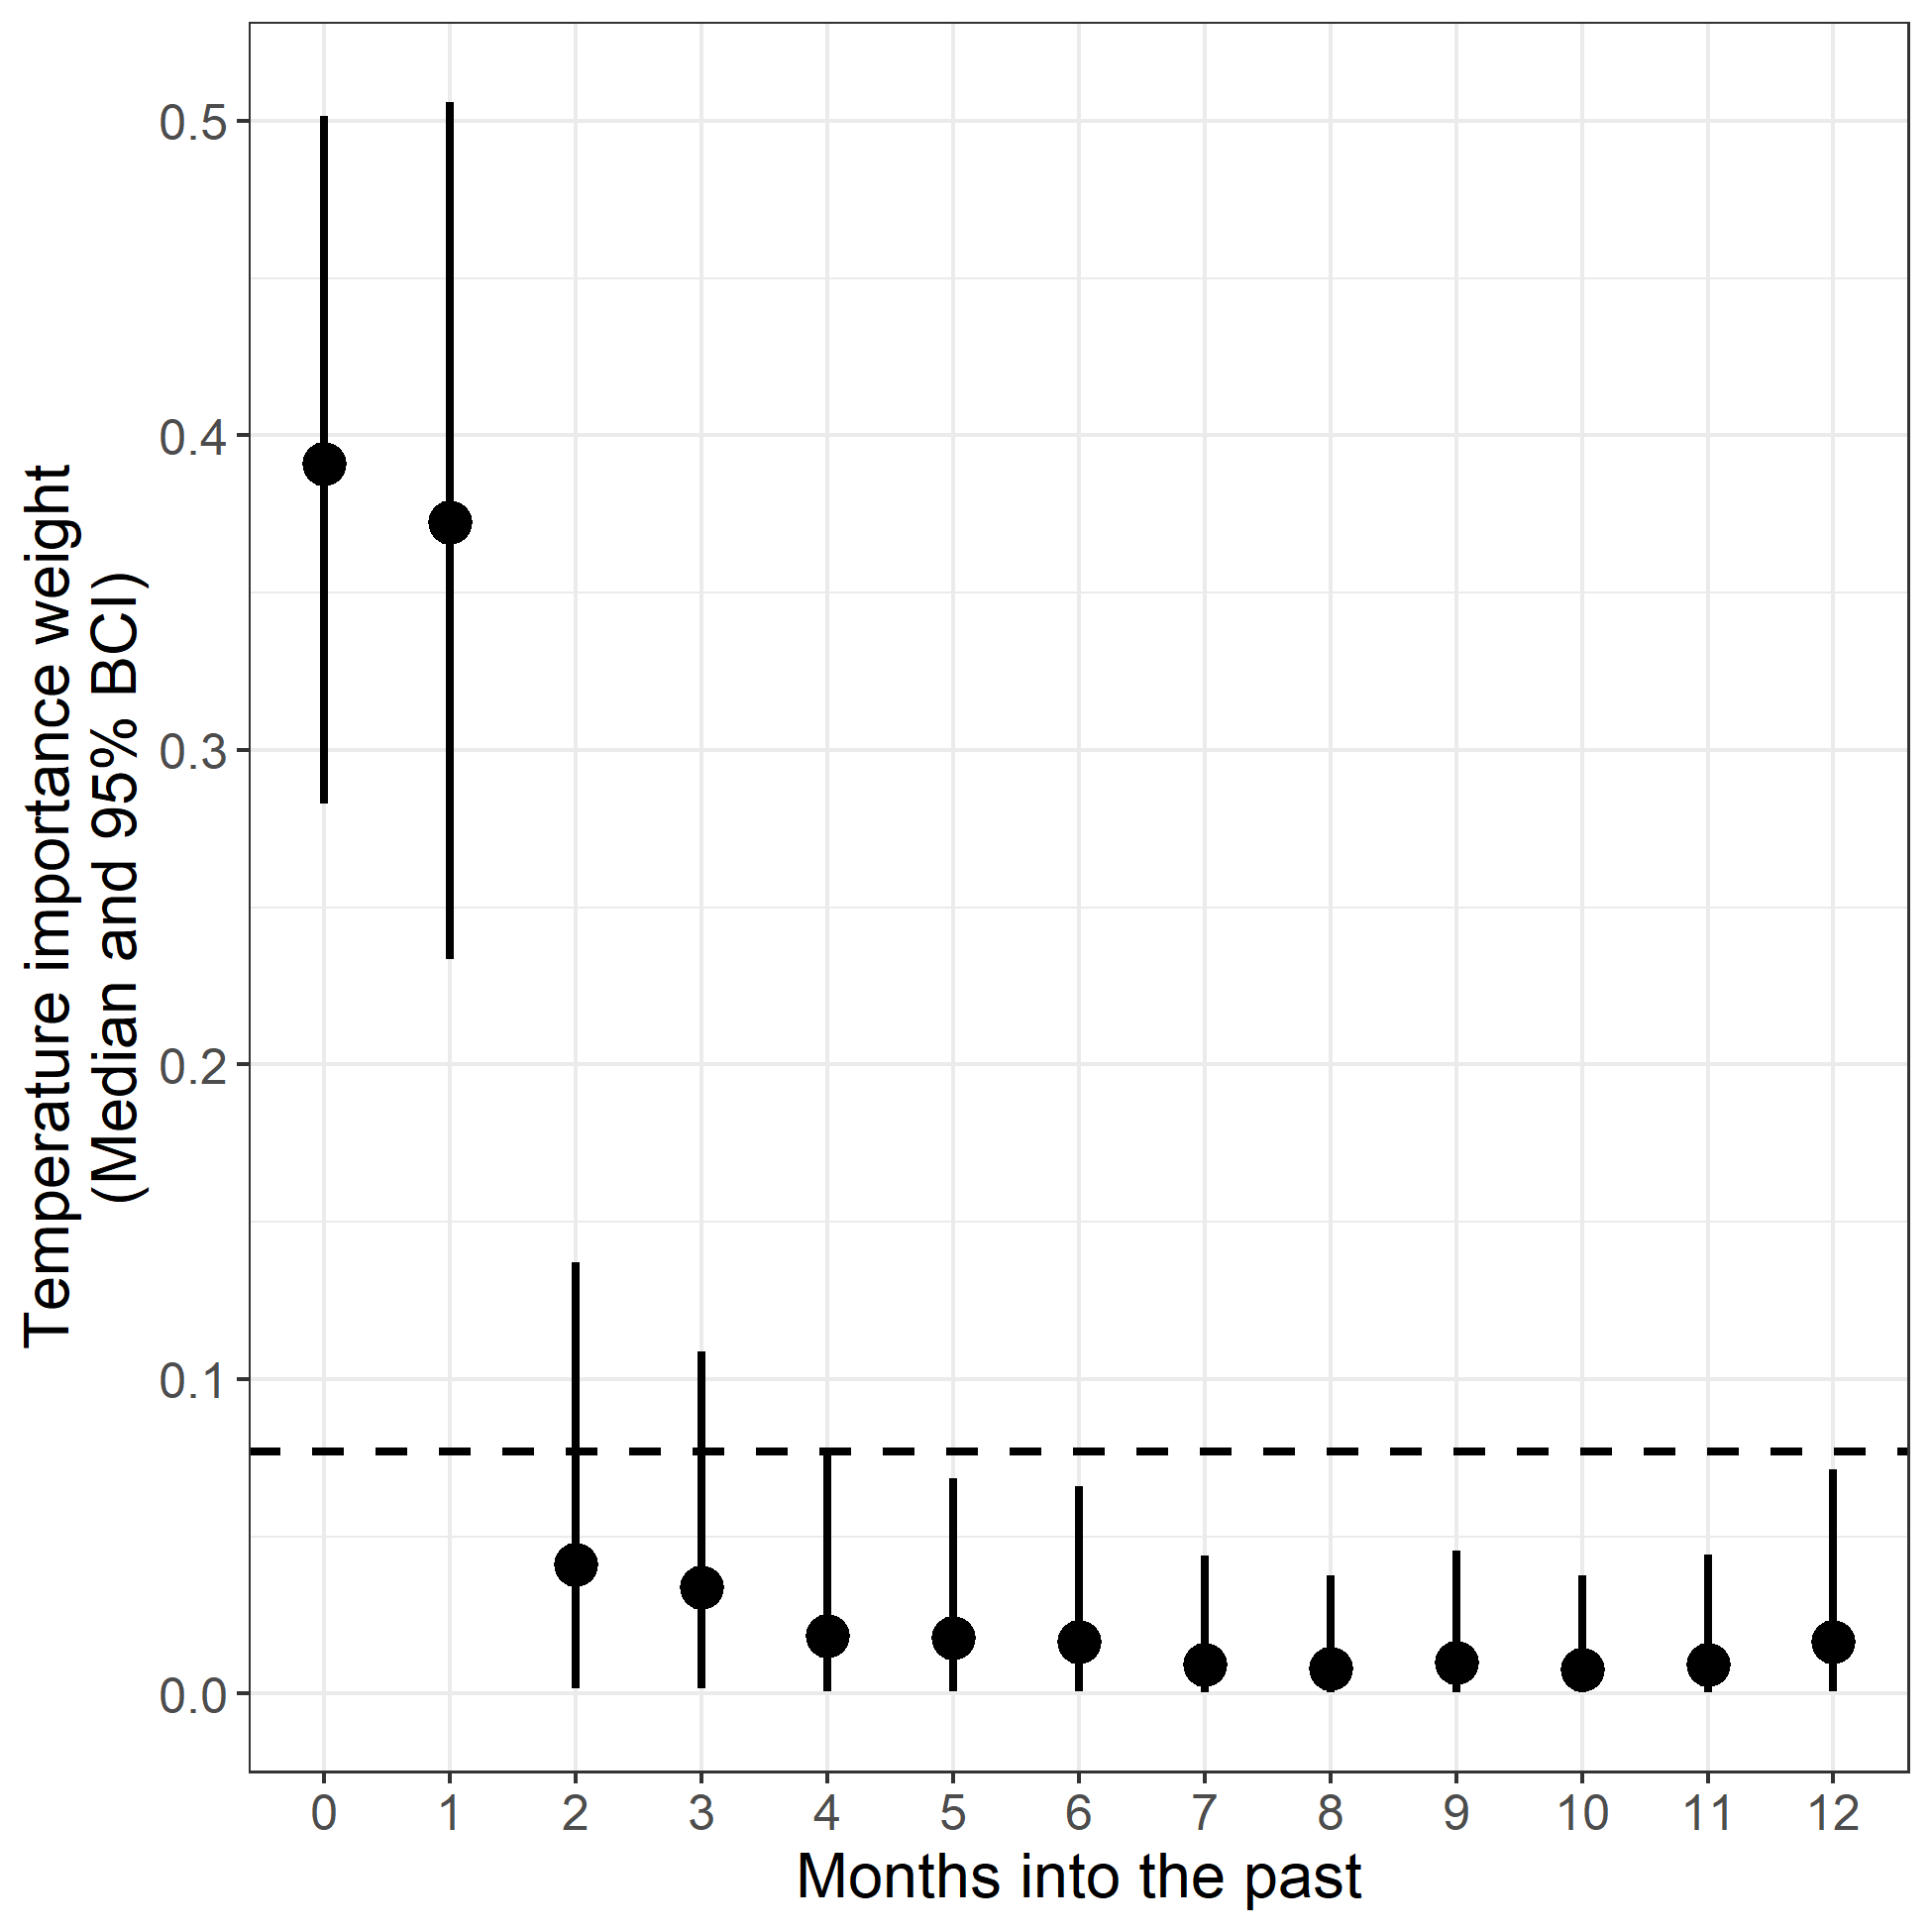 Temperature importance weight
(Median and 95% BCI)
0.5
0.4
0.3
0.2
0.1
0.0
0 1 2 3 4 5 6 7 8 9 10 11 12
Months into the past